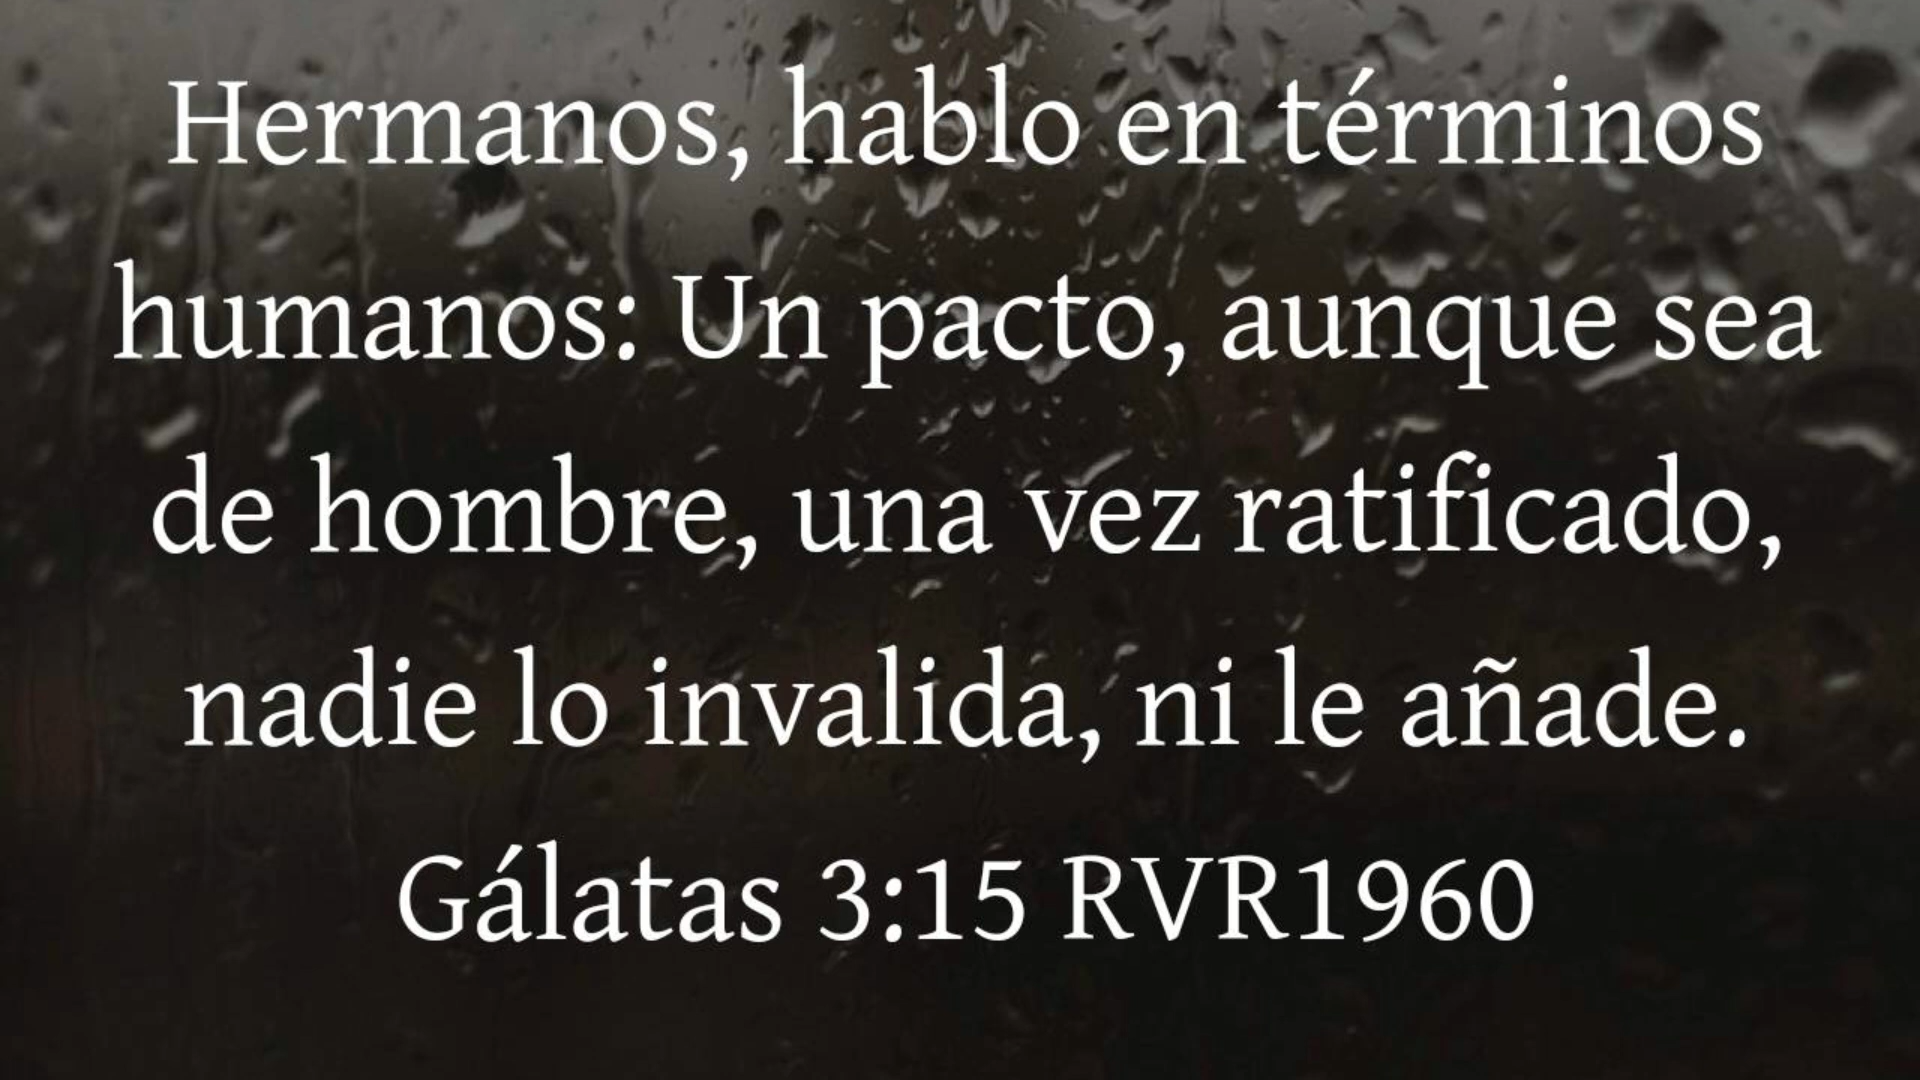 Hermanos, hablo en términos
humanos: Un pacto, aunque sea
de hombre, una vez ratificado,
nadie lo invalida, ni le añade.
Gálatas 3:15 RVR1960